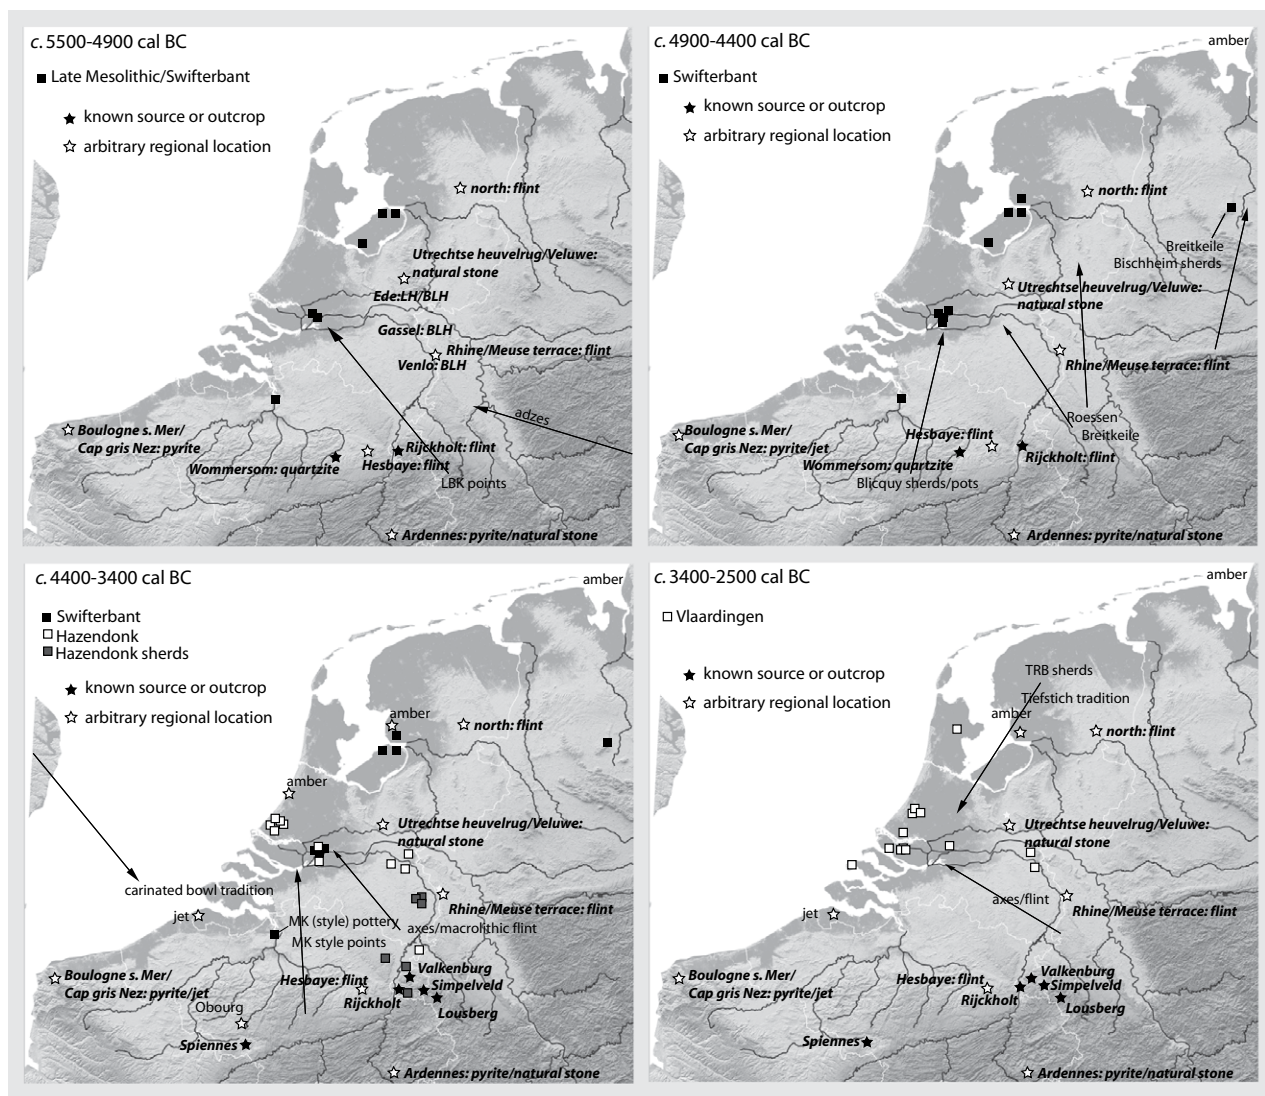 c. 5500-4900 cal BC
Late Mesolithic/Swifterbant
known source or outcrop
arbitrary regional location
north: flint
Utrechtse heuvelrug/Veluwe:
natural stone
Ede:LH/BLH
Gassel: BLH
Rhine/Meuse terrace: flint
Venlo: BLH
adzes
Boulogne s. Mer/
Cap gris Nez: pyrite
Rijckholt: flint
Hesbaye: flint
Wommersom: quartzite
LBK points
Ardennes: pyrite/natural stone
c. 4900-4400 cal BC
amber
Swifterbant
known source or outcrop
arbitrary regional location
north: flint
Breitkeile
Bischheim sherds
Utrechtse heuvelrug/Veluwe:
natural stone
Rhine/Meuse terrace: flint
Roessen
Breitkeile
Boulogne s. Mer/
Cap gris Nez: pyrite/jet
Hesbaye: flint
Rijckholt: flint
Wommersom: quartzite
Blicquy sherds/pots
Ardennes: pyrite/natural stone
c. 4400-3400 cal BC
amber
Swifterbant
Hazendonk
Hazendonk sherds
known source or outcrop
arbitrary regional location
amber
north: flint
amber
Utrechtse heuvelrug/Veluwe:
natural stone
carinated bowl tradition
jet
Rhine/Meuse terrace: flint
MK (style) pottery
axes/macrolithic flint
MK style points
Valkenburg
Simpelveld
Boulogne s. Mer/
Cap gris Nez: pyrite/jet
Hesbaye: flint
Rijckholt
Lousberg
Obourg
Spiennes
Ardennes: pyrite/natural stone
c. 3400-2500 cal BC
amber
Vlaardingen
known source or outcrop
arbitrary regional location
TRB sherds
Tiefstich tradition
amber
north: flint
Utrechtse heuvelrug/Veluwe:
natural stone
axes/flint
jet
Rhine/Meuse terrace: flint
Boulogne s. Mer/
Cap gris Nez: pyrite/jet
Hesbaye: flint
Valkenburg
Simpelveld
Rijckholt
Lousberg
Spiennes
Ardennes: pyrite/natural stone